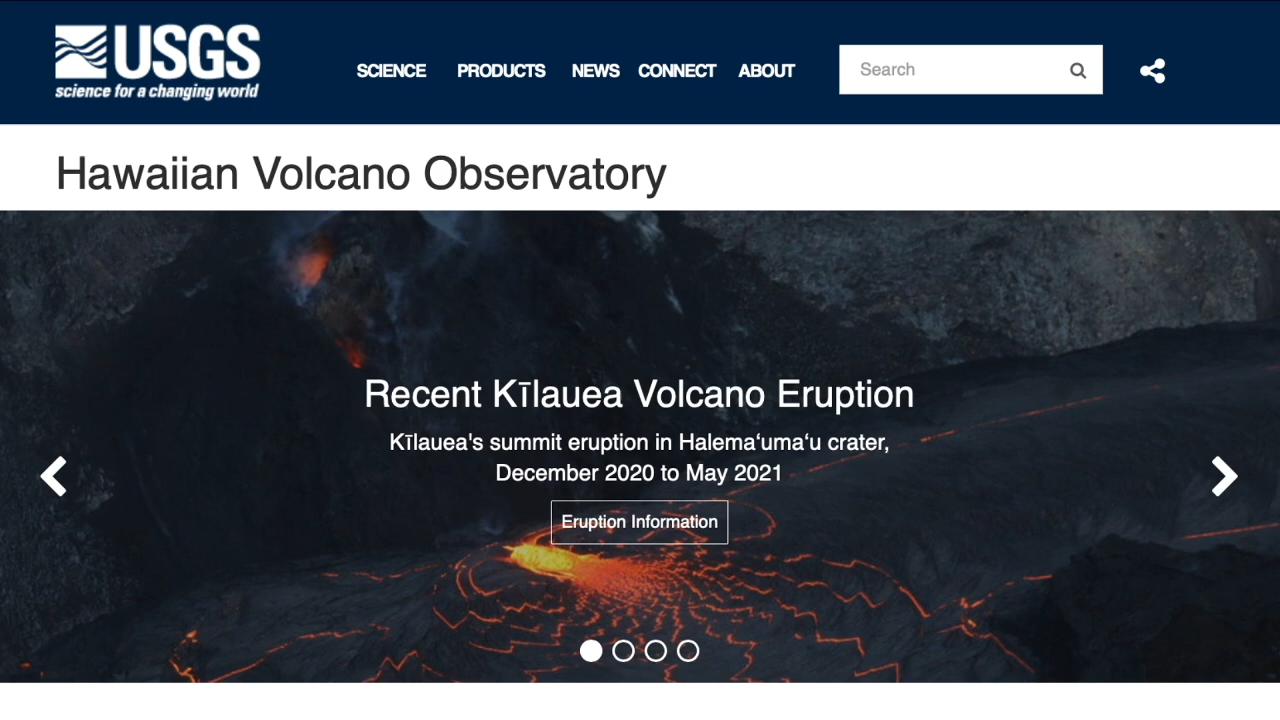 USGS
science for a changing world
SCIENCE PRODUCTS NEWS CONNECT ABOUT
Search
Hawaiian Volcano Observatory
Recent Kīlauea Volcano Eruption
Kīlauea's summit eruption in Halemaʻumaʻu crater,
December 2020 to May 2021
Eruption Information